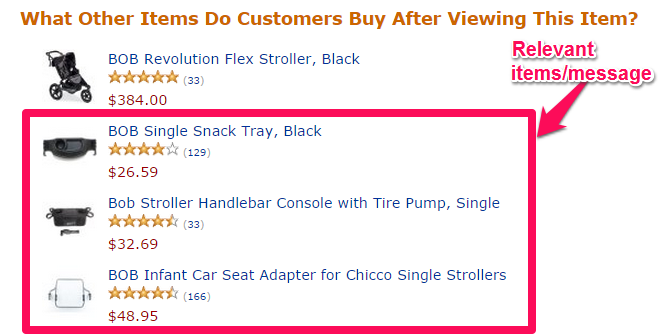 What Other Items Do Customers Buy After Viewing This Item?
BOB Revolution Flex Stroller, Black
(33)
$384.00
Relevant
items/message
BOB Single Snack Tray, Black
(129)
$26.59
Bob Stroller Handlebar Console with Tire Pump, Single
(33)
$32.69
BOB Infant Car Seat Adapter for Chicco Single Strollers
(166)
$48.95